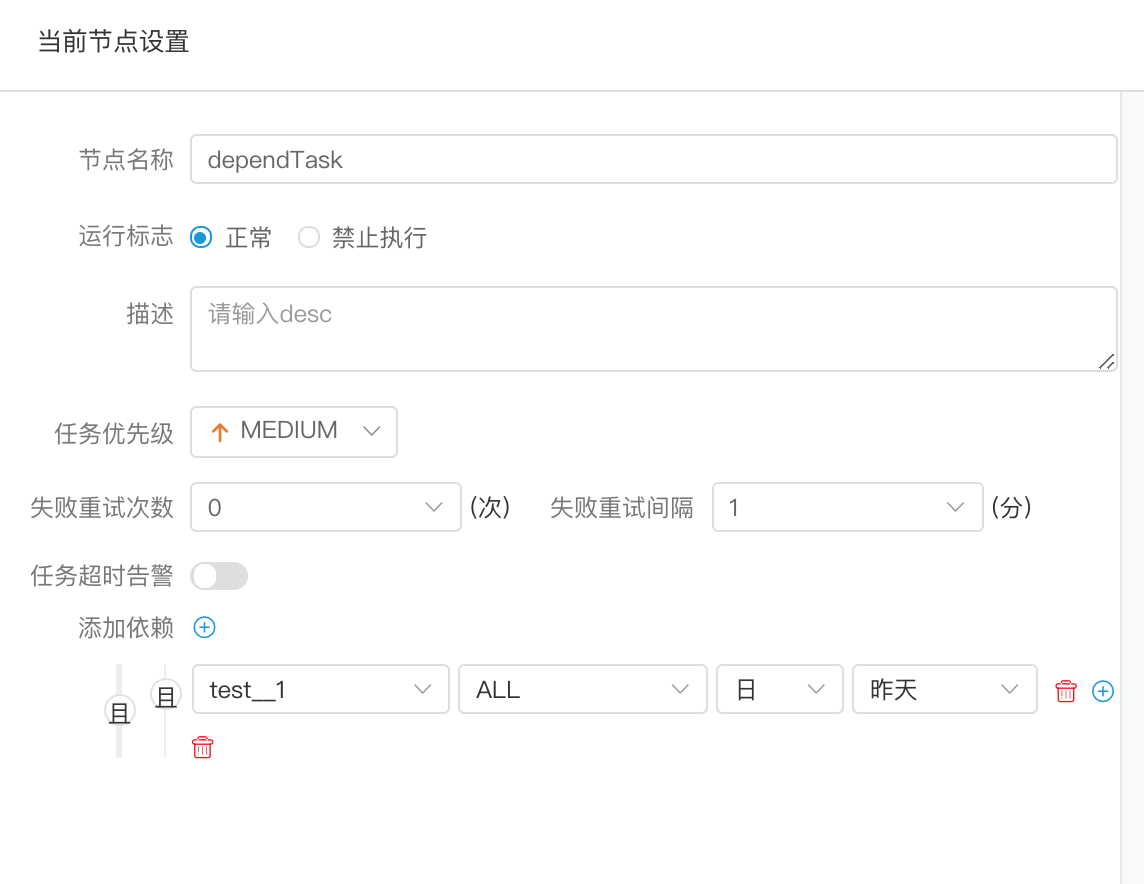 当前节点设置
节点名称 dependTask
运行标志 正常 禁止执行
描述 请输入desc
任务优先级 MEDIUM
失败重试次数 0 (次) 失败重试间隔 1 (分)
任务超时告警
添加依赖
且 且 test__1 ALL 日 昨天